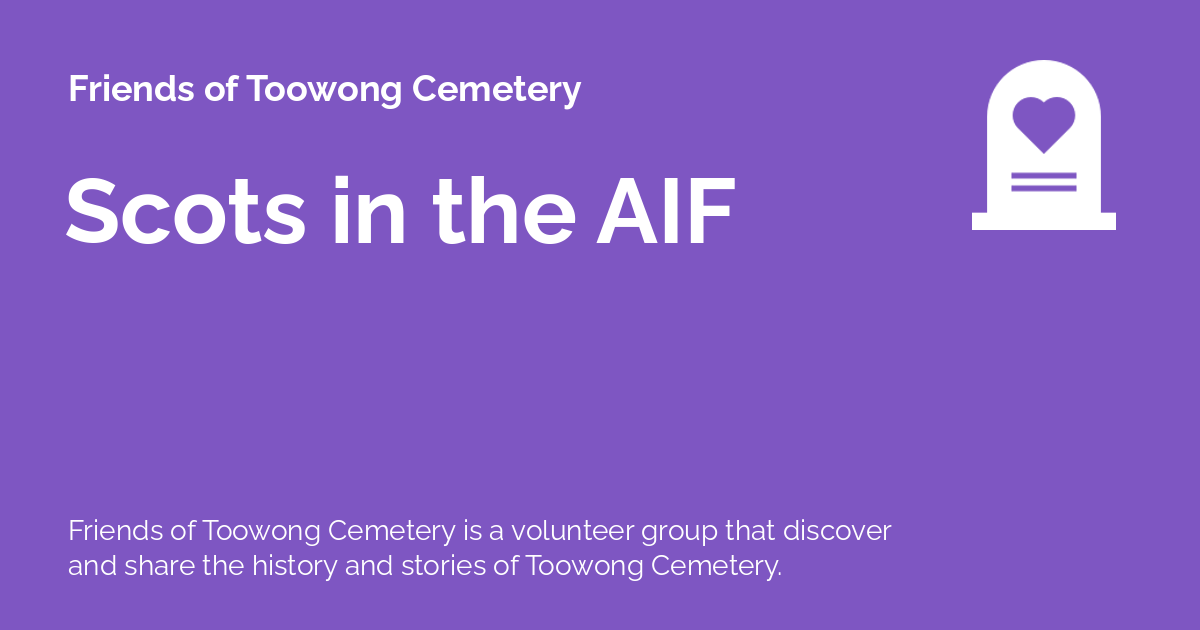 Friends of Toowong Cemetery
Scots in the AIF
Friends of Toowong Cemetery is a volunteer group that discover
and share the history and stories of Toowong Cemetery.